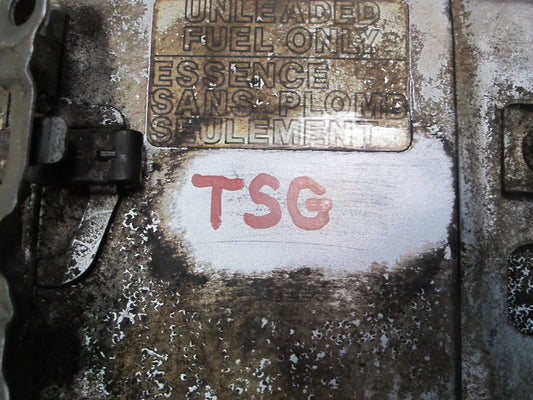 UNLEADED
FUEL ONLY
ESSENCE
SANS PLOMB
SEULEMENT
TSG